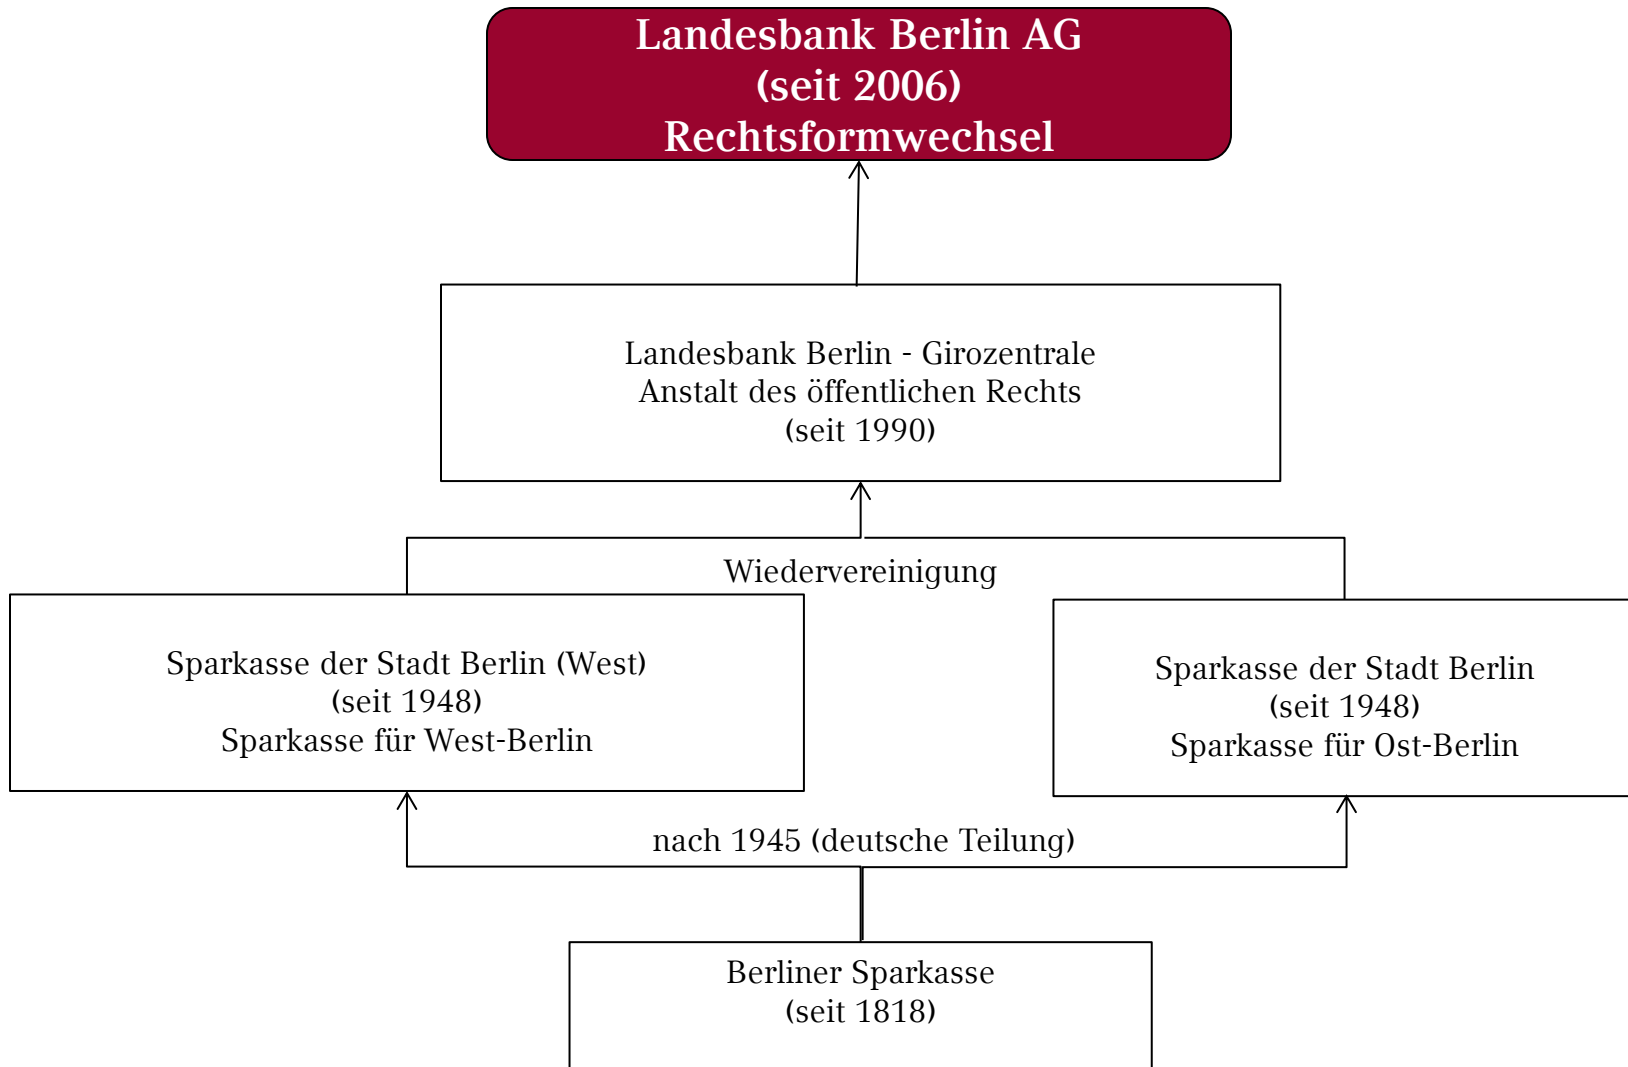 Landesbank Berlin AG
(seit 2006)
Rechtsformwechsel
Landesbank Berlin - Girozentrale
Anstalt des öffentlichen Rechts
(seit 1990)
Wiedervereinigung
Sparkasse der Stadt Berlin (West)
(seit 1948)
Sparkasse für West-Berlin
Sparkasse der Stadt Berlin
(seit 1948)
Sparkasse für Ost-Berlin
nach 1945 (deutsche Teilung)
Berliner Sparkasse
(seit 1818)